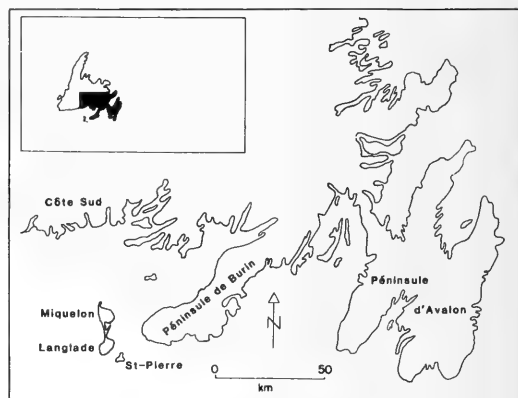 Côte Sud
Péninsule de Burin
Miquelon
Langlade
St-Pierre
N
Péninsule
d'Avalon
0 50
km